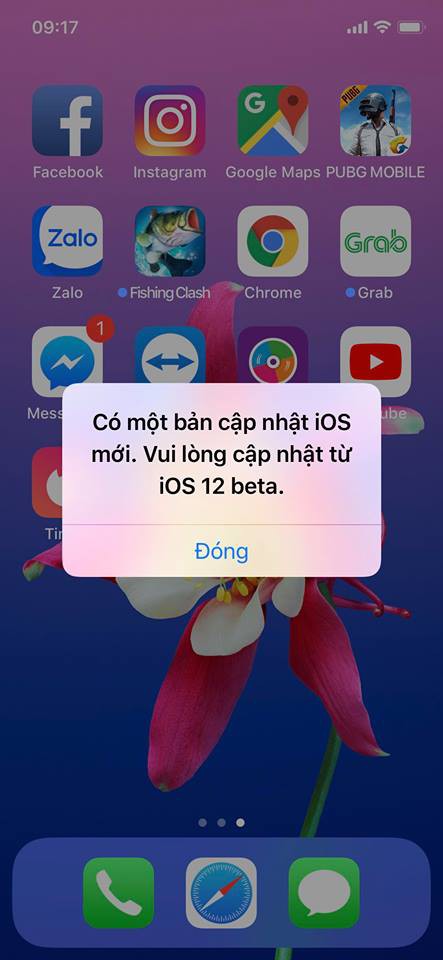 09:17
G
PUBG
Facebook Instagram Google Maps PUBG MOBILE
Zalo Grab
Zalo Fishing Clash Chrome Grab
1
Mess ube
Có một bản cập nhật iOS
mới. Vui lòng cập nhật từ
iOS 12 beta.
Đóng